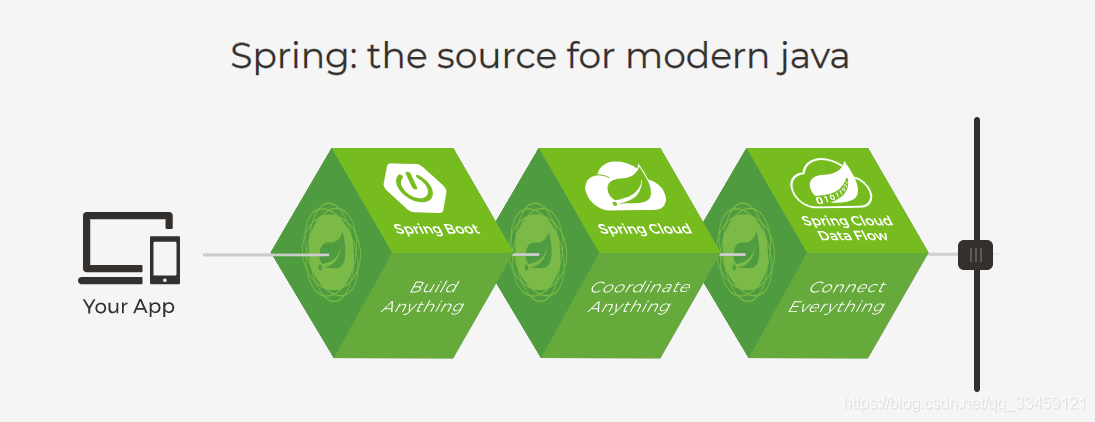 Spring: the source for modern java
Your App
Spring Boot
Build
Anything
Spring Cloud
Coordinate
Anything
Spring Cloud
Data Flow
Connect
Everything
https://blog.csdn.net/qq_33459121